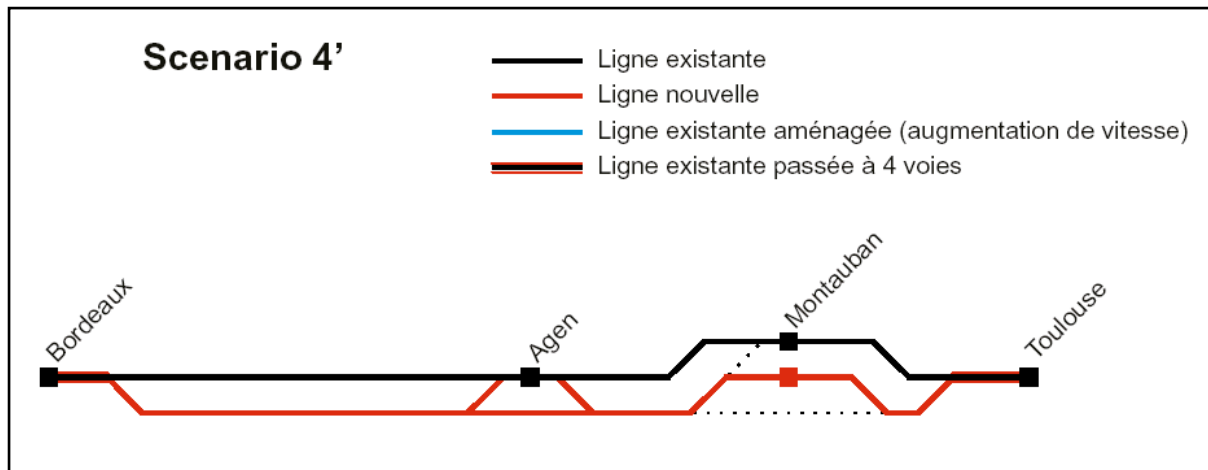 Scenario 4’
Ligne existante
Ligne nouvelle
Ligne existante aménagée (augmentation de vitesse)
Ligne existante passée à 4 voies
Bordeaux
Agen
Montauban
Toulouse